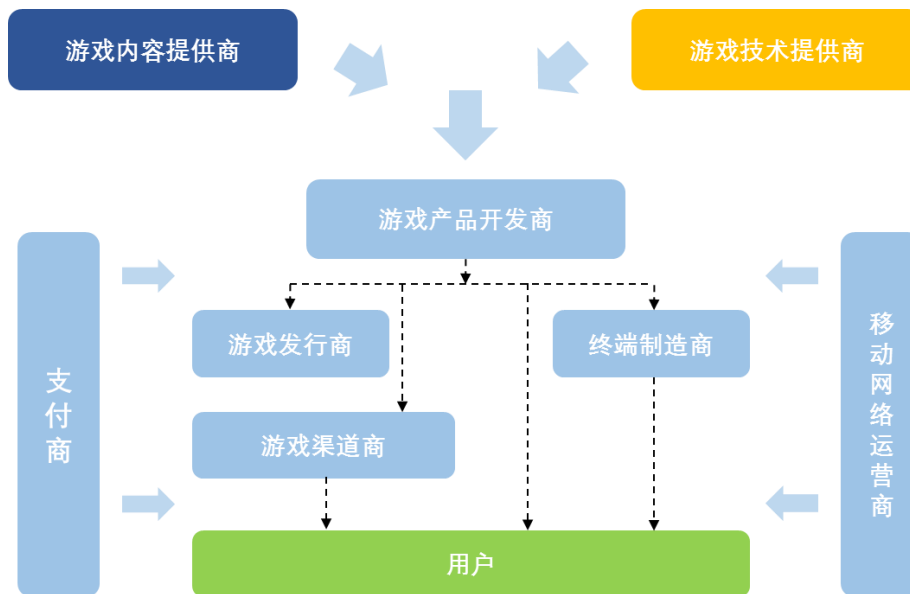 游戏内容提供商
游戏技术提供商
游戏产品开发商
支付商
移动网络运营商
游戏发行商
终端制造商
游戏渠道商
用户